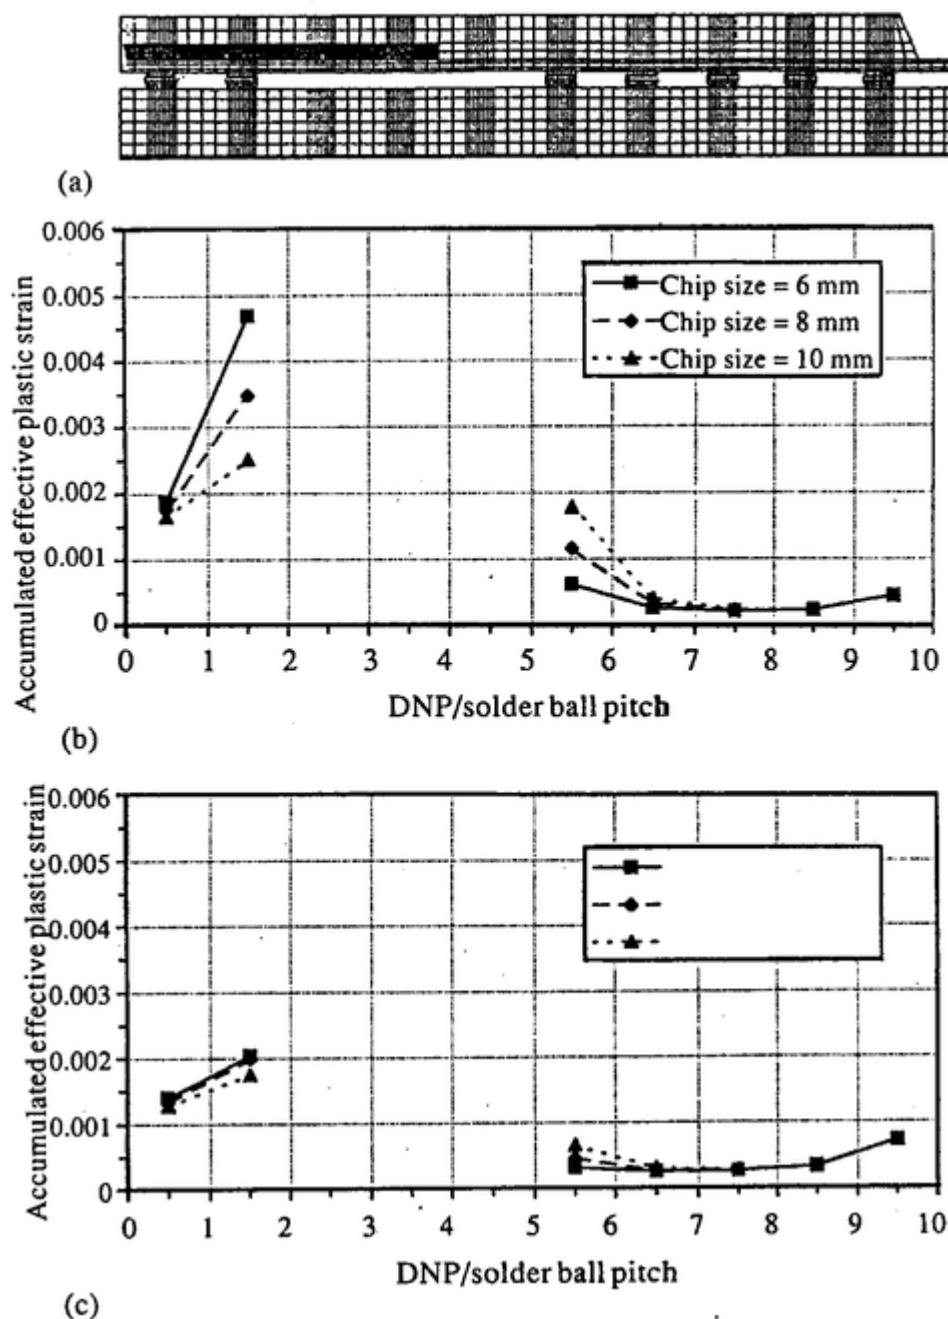 (a)
0.006
0.005
0.004
0.003
0.002
0.001
0
Accumulated effective plastic strain
Chip size = 6 mm
Chip size = 8 mm
Chip size = 10 mm
0 1 2 3 4 5 6 7 8 9 10
DNP/solder ball pitch
(b)
0.006
0.005
0.004
0.003
0.002
0.001
0
Accumulated effective plastic strain
0 1 2 3 4 5 6 7 8 9 10
DNP/solder ball pitch
(c)